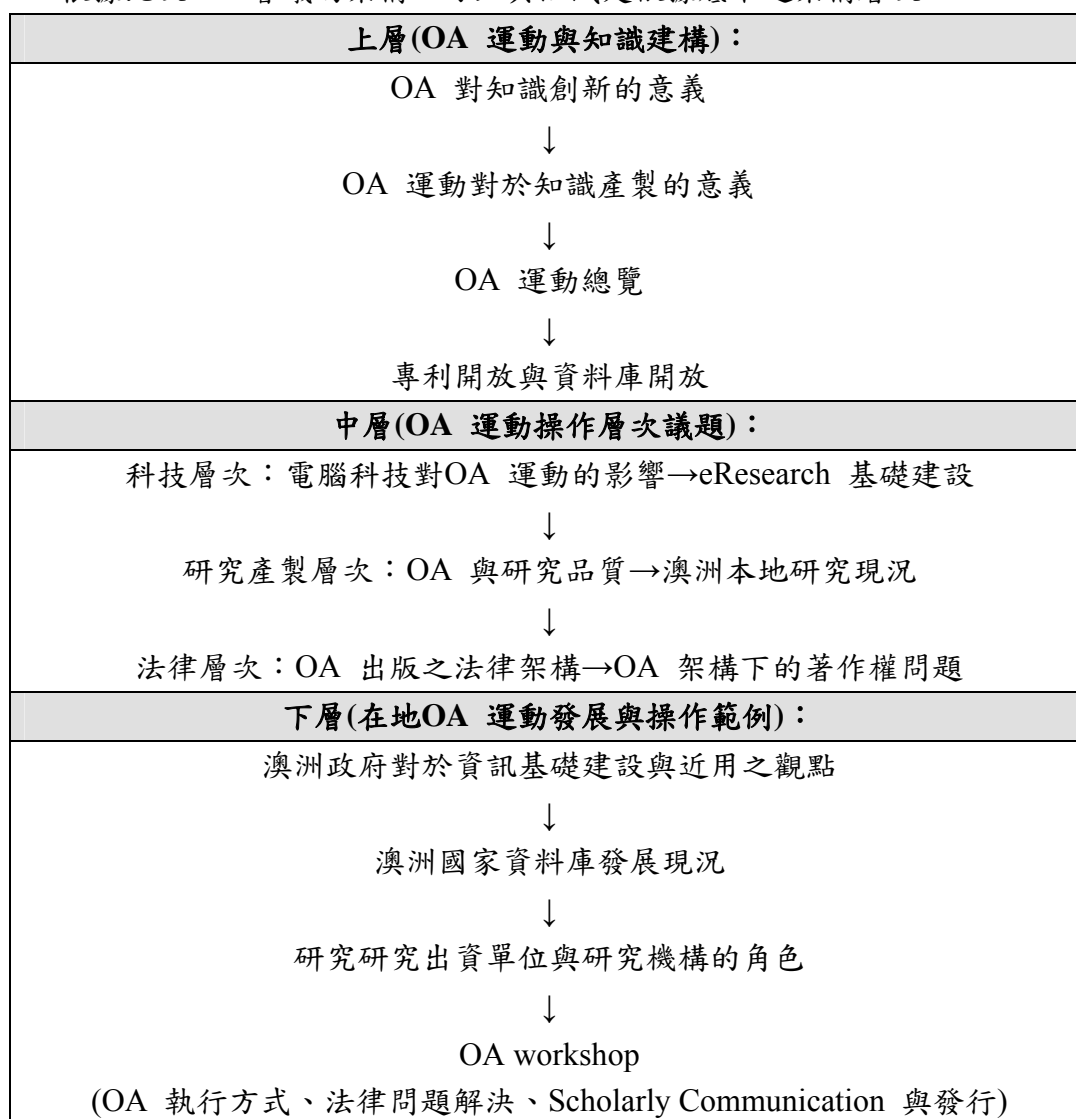 上層(OA 運動與知識建構)：
OA 對知識創新的意義
↓
OA 運動對於知識產製的意義
↓
OA 運動總覽
↓
專利開放與資料庫開放
中層(OA 運動操作層次議題)：
科技層次：電腦科技對OA 運動的影響→eResearch 基礎建設
↓
研究產製層次：OA 與研究品質→澳洲本地研究現況
↓
法律層次：OA 出版之法律架構→OA 架構下的著作權問題
下層(在地OA 運動發展與操作範例)：
澳洲政府對於資訊基礎建設與近用之觀點
↓
澳洲國家資料庫發展現況
↓
研究研究出資單位與研究機構的角色
↓
OA workshop
(OA 執行方式、法律問題解決、Scholarly Communication 與發行)